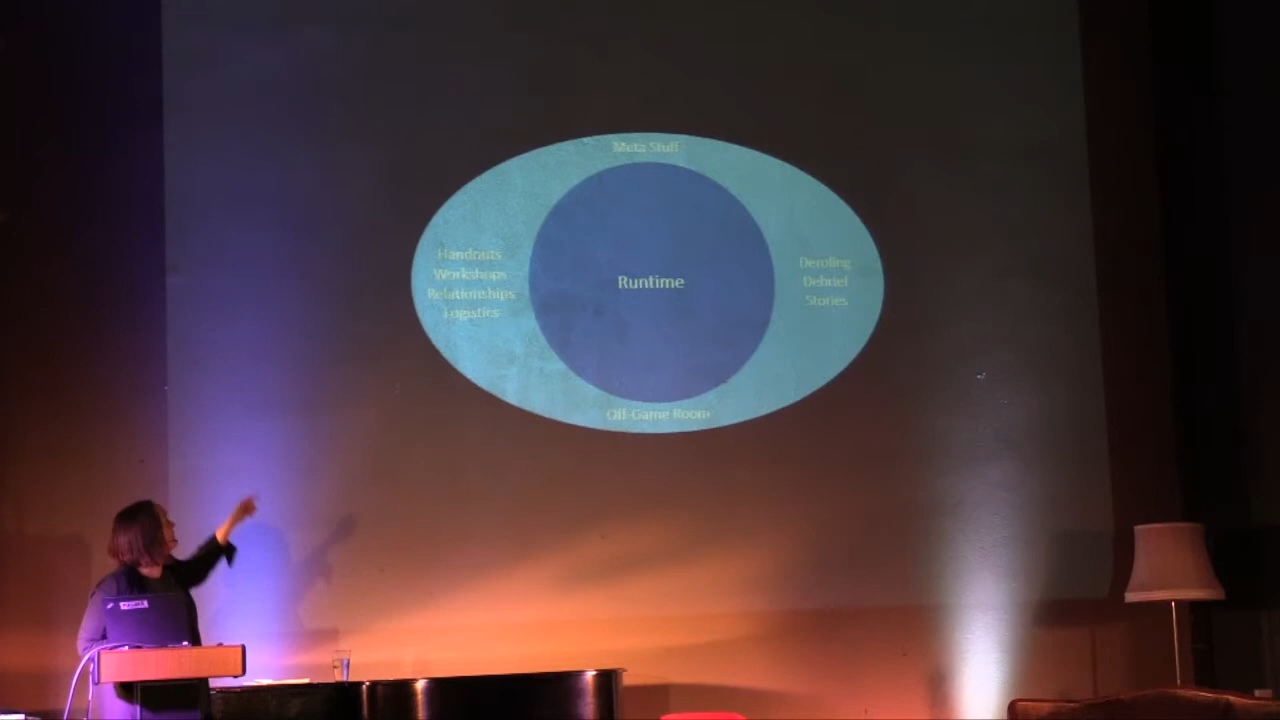 Meta Stuff
Handouts
Workshops
Relationships
Logistics
Runtime
Deroling
Debrief
Stories
Off-Game Room